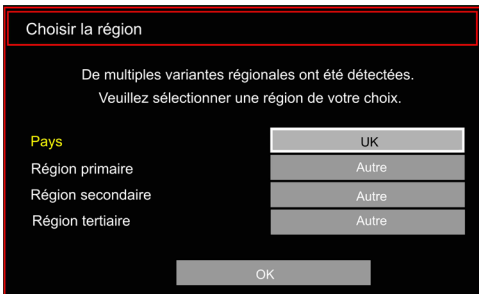 Choisir la région
De multiples variantes régionales ont été détectées.
Veuillez sélectionner une région de votre choix.
Pays UK
Région primaire Autre
Région secondaire Autre
Région tertiaire Autre
OK